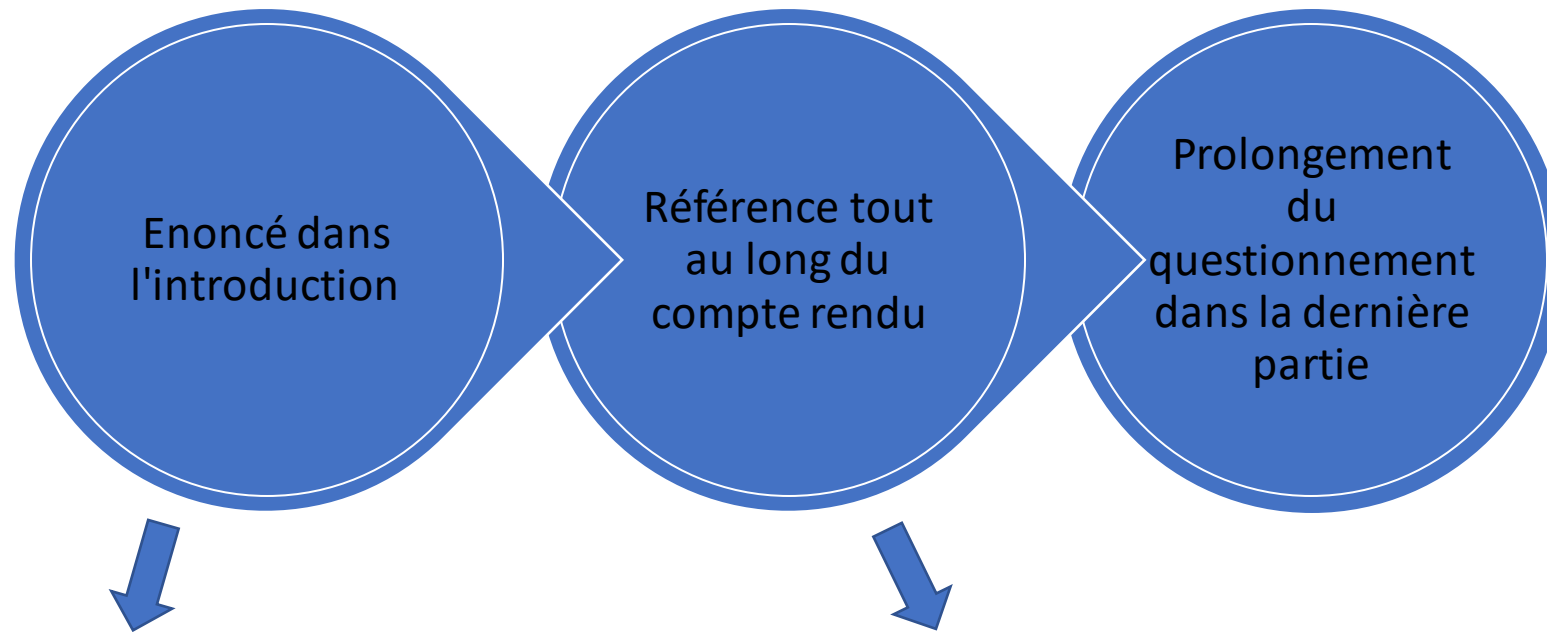 Enoncé dans
l'introduction
Référence tout
au long du
compte rendu
Prolongement
du
questionnement
dans la dernière
partie